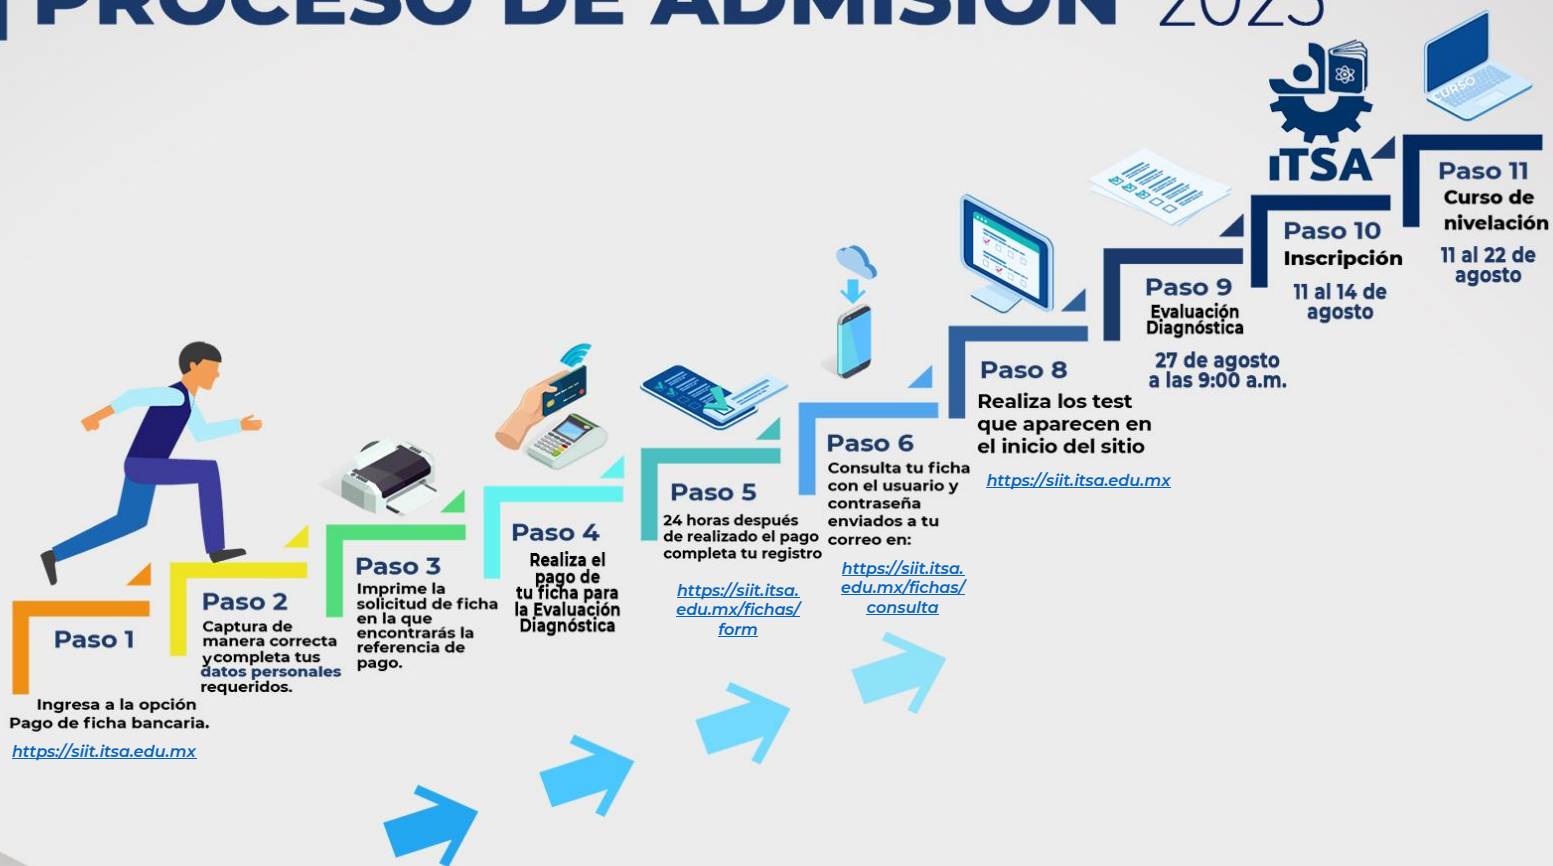 PROCESO DE ADMISIÓN 2025
Paso 1
Ingresa a la opción
Pago de ficha bancaria.
https://siit.itsa.edu.mx
Paso 2
Captura de
manera correcta
y completa tus
datos personales
requeridos.
Paso 3
Imprime la
solicitud de ficha
en la que
encontrarás la
referencia de
pago.
Paso 4
Realiza el
pago de
tu ficha para
la Evaluación
Diagnóstica
Paso 5
24 horas después
de realizado el pago
completa tu registro
https://siit.itsa.
edu.mx/fichas/
form
Paso 6
Consulta tu ficha
con el usuario y
contraseña
enviados a tu
correo en:
https://siit.itsa.
edu.mx/fichas/
consulta
Paso 8
Realiza los test
que aparecen en
el inicio del sitio
https://siit.itsa.edu.mx
Paso 9
Evaluación
Diagnóstica
27 de agosto
a las 9:00 a.m.
iTSA
Paso 10
Inscripción
11 al 14 de
agosto
CURSO
Paso 11
Curso de
nivelación
11 al 22 de
agosto